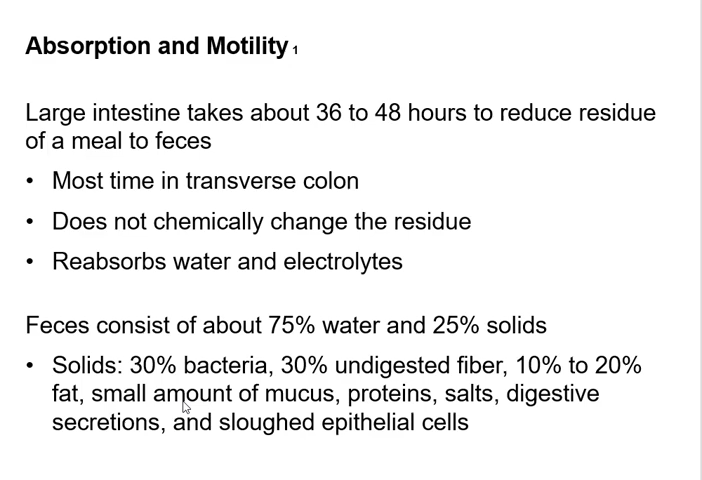 Absorption and Motility 1
Large intestine takes about 36 to 48 hours to reduce residue
of a meal to feces
• Most time in transverse colon
• Does not chemically change the residue
• Reabsorbs water and electrolytes
Feces consist of about 75% water and 25% solids
• Solids: 30% bacteria, 30% undigested fiber, 10% to 20%
fat, small amount of mucus, proteins, salts, digestive
secretions, and sloughed epithelial cells